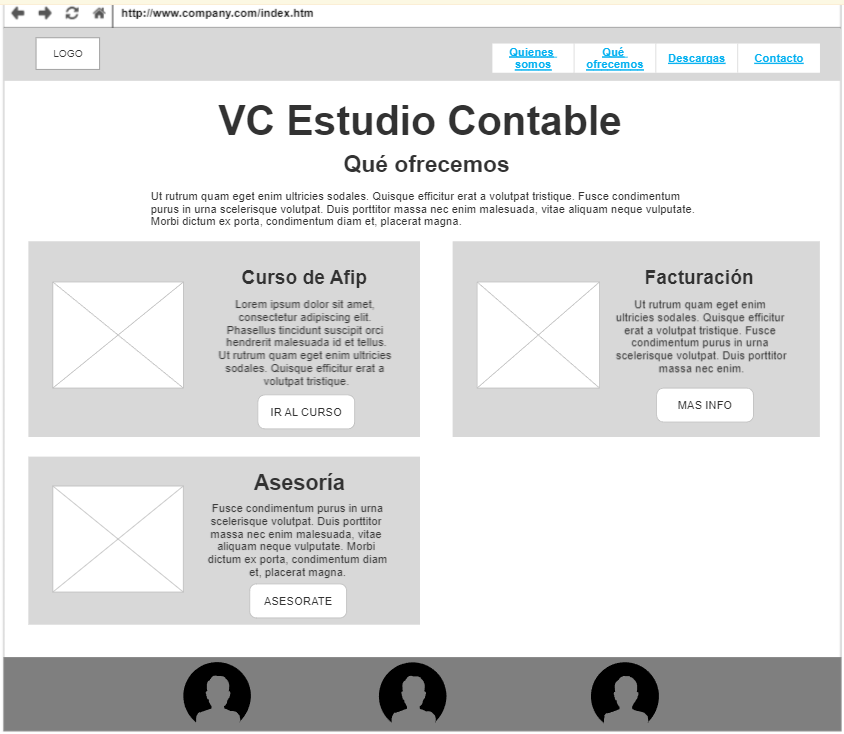 http://www.company.com/index.htm
LOGO
Quienes
somos
Qué
ofrecemos
Descargas
Contacto
VC Estudio Contable
Qué ofrecemos
Ut rutrum quam eget enim ultricies sodales. Quisque efficitur erat a volutpat tristique. Fusce condimentum
purus in urna scelerisque volutpat. Duis porttitor massa nec enim malesuada, vitae aliquam neque vulputate.
Morbi dictum ex porta, condimentum diam et, placerat magna.
Curso de Afip
Lorem ipsum dolor sit amet,
consectetur adipiscing elit.
Phasellus tincidunt suscipit orci
hendrerit malesuada id et tellus.
Ut rutrum quam eget enim ultricies
sodales. Quisque efficitur erat a
volutpat tristique.
IR AL CURSO
Facturación
Ut rutrum quam eget enim
ultricies sodales. Quisque efficitur
erat a volutpat tristique. Fusce
condimentum purus in urna
scelerisque volutpat. Duis porttitor
massa nec enim.
MAS INFO
Asesoría
Fusce condimentum purus in urna
scelerisque volutpat. Duis porttitor
massa nec enim malesuada, vitae
aliquam neque vulputate. Morbi
dictum ex porta, condimentum diam
et, placerat magna.
ASESORATE